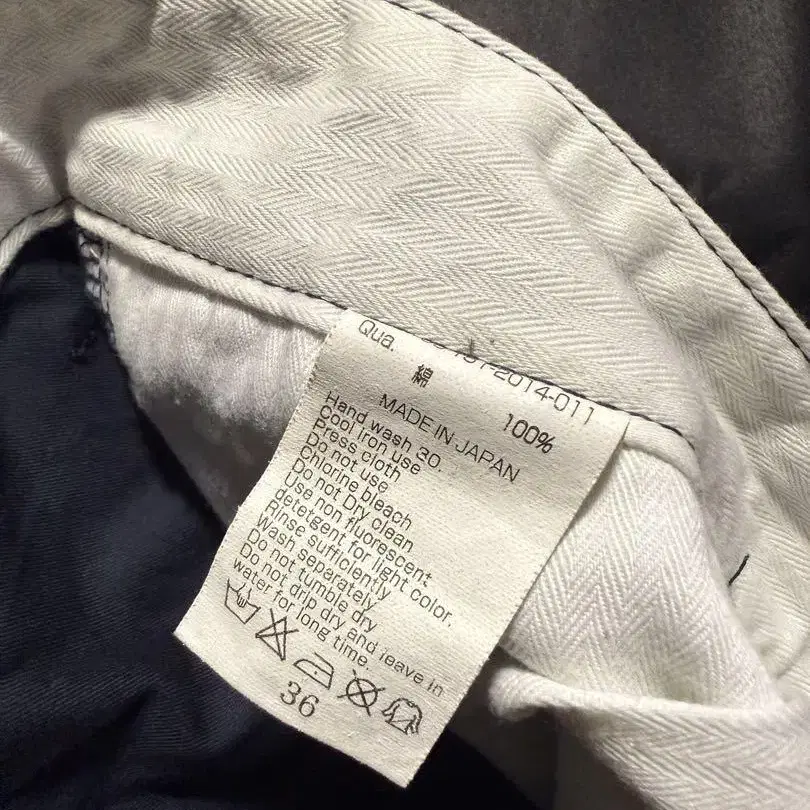 Qua. 2014-011
綿 100%
MADE IN JAPAN
Hand wash 30.
Cool iron use
Press cloth
Do not use
Chlorine bleach
Do not Dry clean
Use non fluorescent
detetgent for light color.
Rinse sufficiently
Wash separately
Do not tumble dry
Do not drip dry and leave in
water for long time.
36